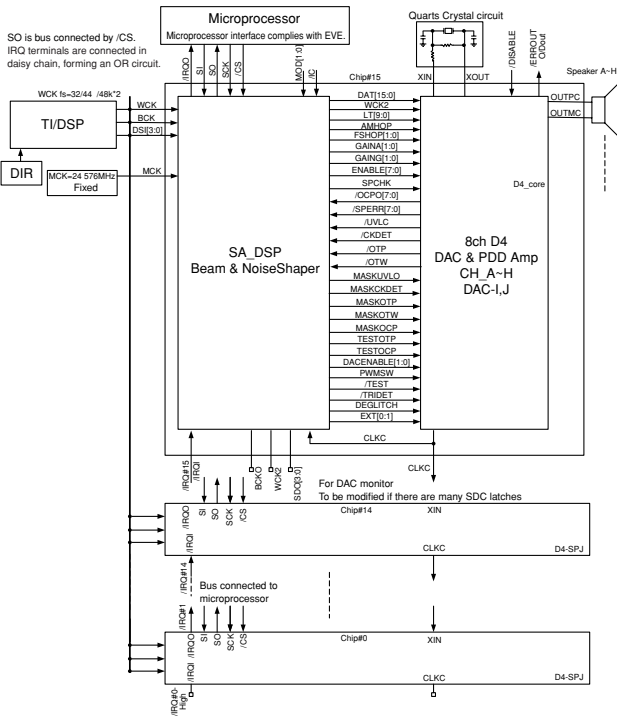 Microprocessor
Microprocessor interface complies with EVE.
Quarts Crystal circuit
SO is bus connected by /CS.
IRQ terminals are connected in
daisy chain, forming an OR circuit.
/IRQO
SI
SO
SCK
/CS
MOD[1:0]
/IC
Chip#15
XIN
XOUT
/DISABLE
/ERROUT
O/Dout
Speaker A~H
WCK fs=32/44 /48k*2
TI/DSP
WCK
BCK
DSI[3:0]
DIR
MCK=24 576MHz
Fixed
MCK
DAT[15:0]
WCK2
LT[9:0]
AMHOP
FSHOP[1:0]
GAINA[1:0]
GAING[1:0]
ENABLE[7:0]
SPCHK
/OCPO[7:0]
/SPERR[7:0]
/UVLC
/CKDET
/OTP
/OTW
MASKUVLO
MASKCKDET
MASKOTP
MASKOTW
MASKOCP
TESTOTP
TESTOCP
DACENABLE[1:0]
PWMSW
/TEST
/TRIDET
DEGLITCH
EXT[0:1]
CLKC
OUTPC
OUTMC
D4_core
SA_DSP
Beam & NoiseShaper
8ch D4
DAC & PDD Amp
CH_A~H
DAC-I,J
/IRQ#15
/IRQI
BCKO
WCK2
SDO[3:0]
CLKC
For DAC monitor
To be modified if there are many SDC latches
/IRQO
/IRQI
SI
SO
SCK
/CS
Chip#14
XIN
CLKC
D4-SPJ
/IRQ#14
Bus connected to
microprocessor
/IRQ#1
/IRQO
/IRQI
SI
SO
SCK
/CS
Chip#0
XIN
CLKC
D4-SPJ
/IRQ#0-
High